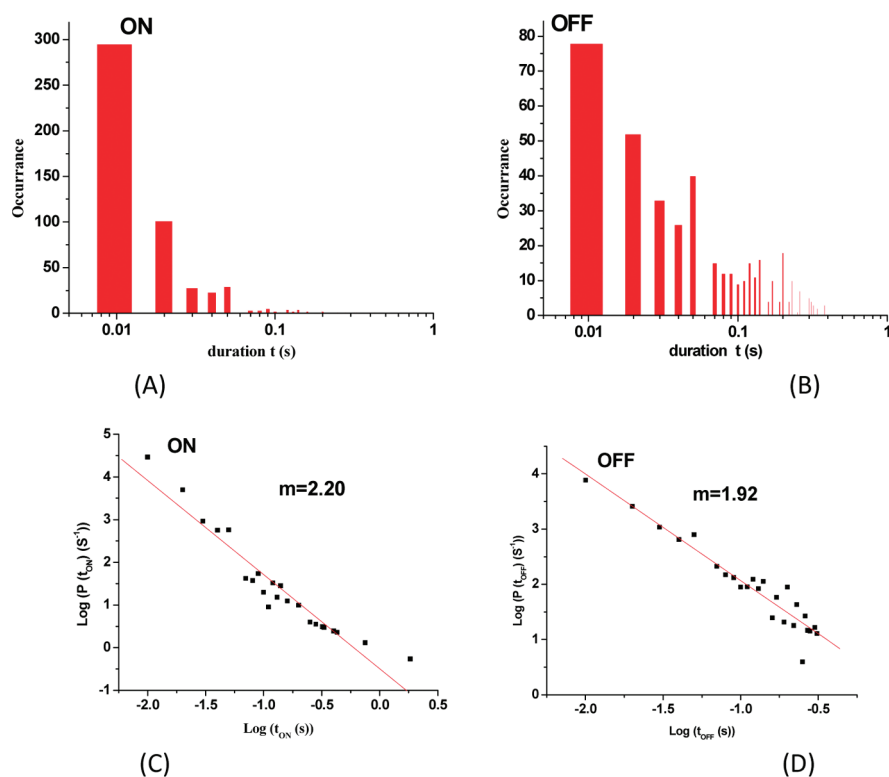 ON
300
250
200
150
100
50
0
Occurrance
0.01
0.1
1
duration t (s)
(A)
OFF
80
70
60
50
40
30
20
10
0
Occurrance
0.01
0.1
1
duration t (s)
(B)
ON
m=2.20
5
4
3
2
1
0
-1
Log (P (t_ON) (S⁻¹))
-2.0
-1.5
-1.0
-0.5
0.0
0.5
Log (t_ON (s))
(C)
OFF
m=1.92
4
3
2
1
0
Log (P (t_OFF) (S⁻¹))
-2.0
-1.5
-1.0
-0.5
Log (t_OFF (s))
(D)